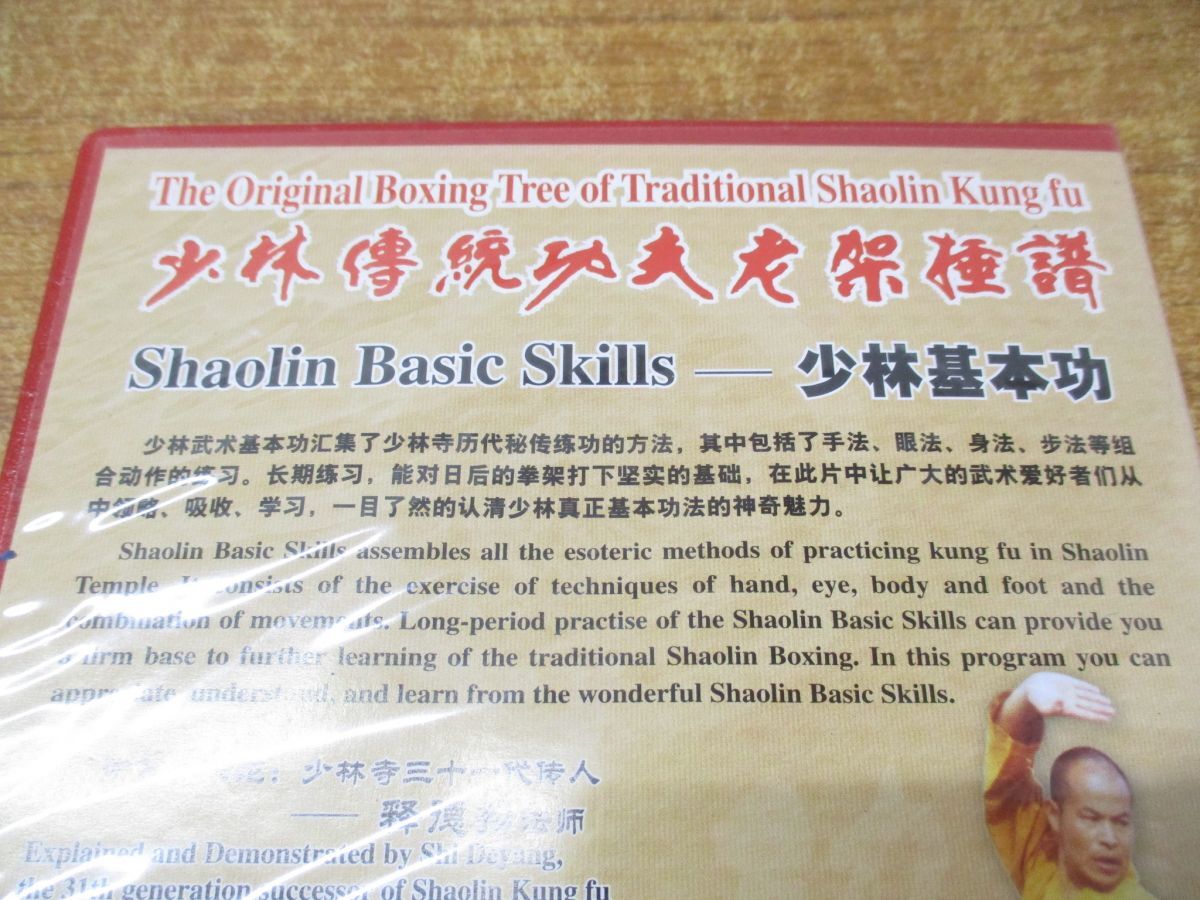 The Original Boxing Tree of Traditional Shaolin Kung fu
少林傳統功夫老架捶譜
Shaolin Basic Skills — 少林基本功
少林武术基本功汇集了少林寺历代秘传练功的方法，其中包括了手法、眼法、身法、步法等组
合动作的练习。长期练习，能对日后的拳架打下坚实的基础，在此片中让广大的武术爱好者们从
中领略、吸收、学习，一目了然的认清少林真正基本功法的神奇魅力。
Shaolin Basic Skills assembles all the esoteric methods of practicing kung fu in Shaolin
Temple. It consists of the exercise of techniques of hand, eye, body and foot and the
combination of movements. Long-period practise of the Shaolin Basic Skills can provide you
a firm base to further learning of the traditional Shaolin Boxing. In this program you can
appreciate, understand, and learn from the wonderful Shaolin Basic Skills.
：少林寺三十一代传人
—— 释德扬法师
Explained and Demonstrated by Shi Deyang,
the 31th generation successor of Shaolin Kung fu